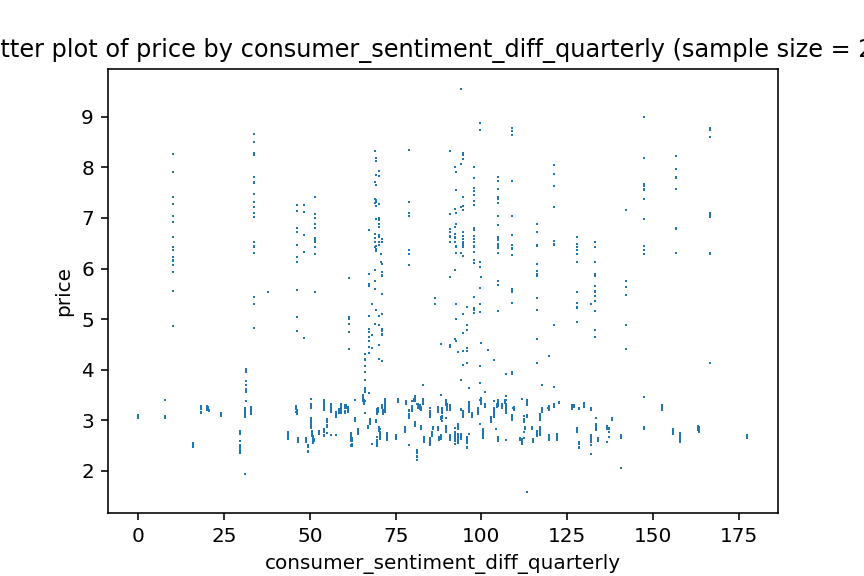 tter plot of price by consumer_sentiment_diff_quarterly (sample size = 2
9
8
7
6
5
4
3
2
price
0 25 50 75 100 125 150 175
consumer_sentiment_diff_quarterly